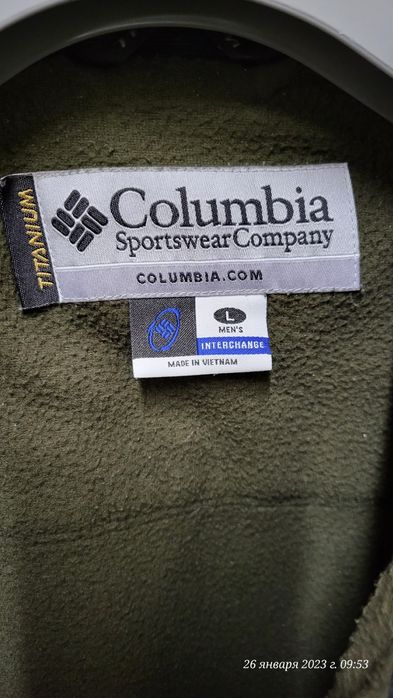 TITANIUM
Columbia
Sportswear Company
COLUMBIA.COM
L
MEN'S
INTERCHANGE
MADE IN VIETNAM
26 января 2023 г. 09:53